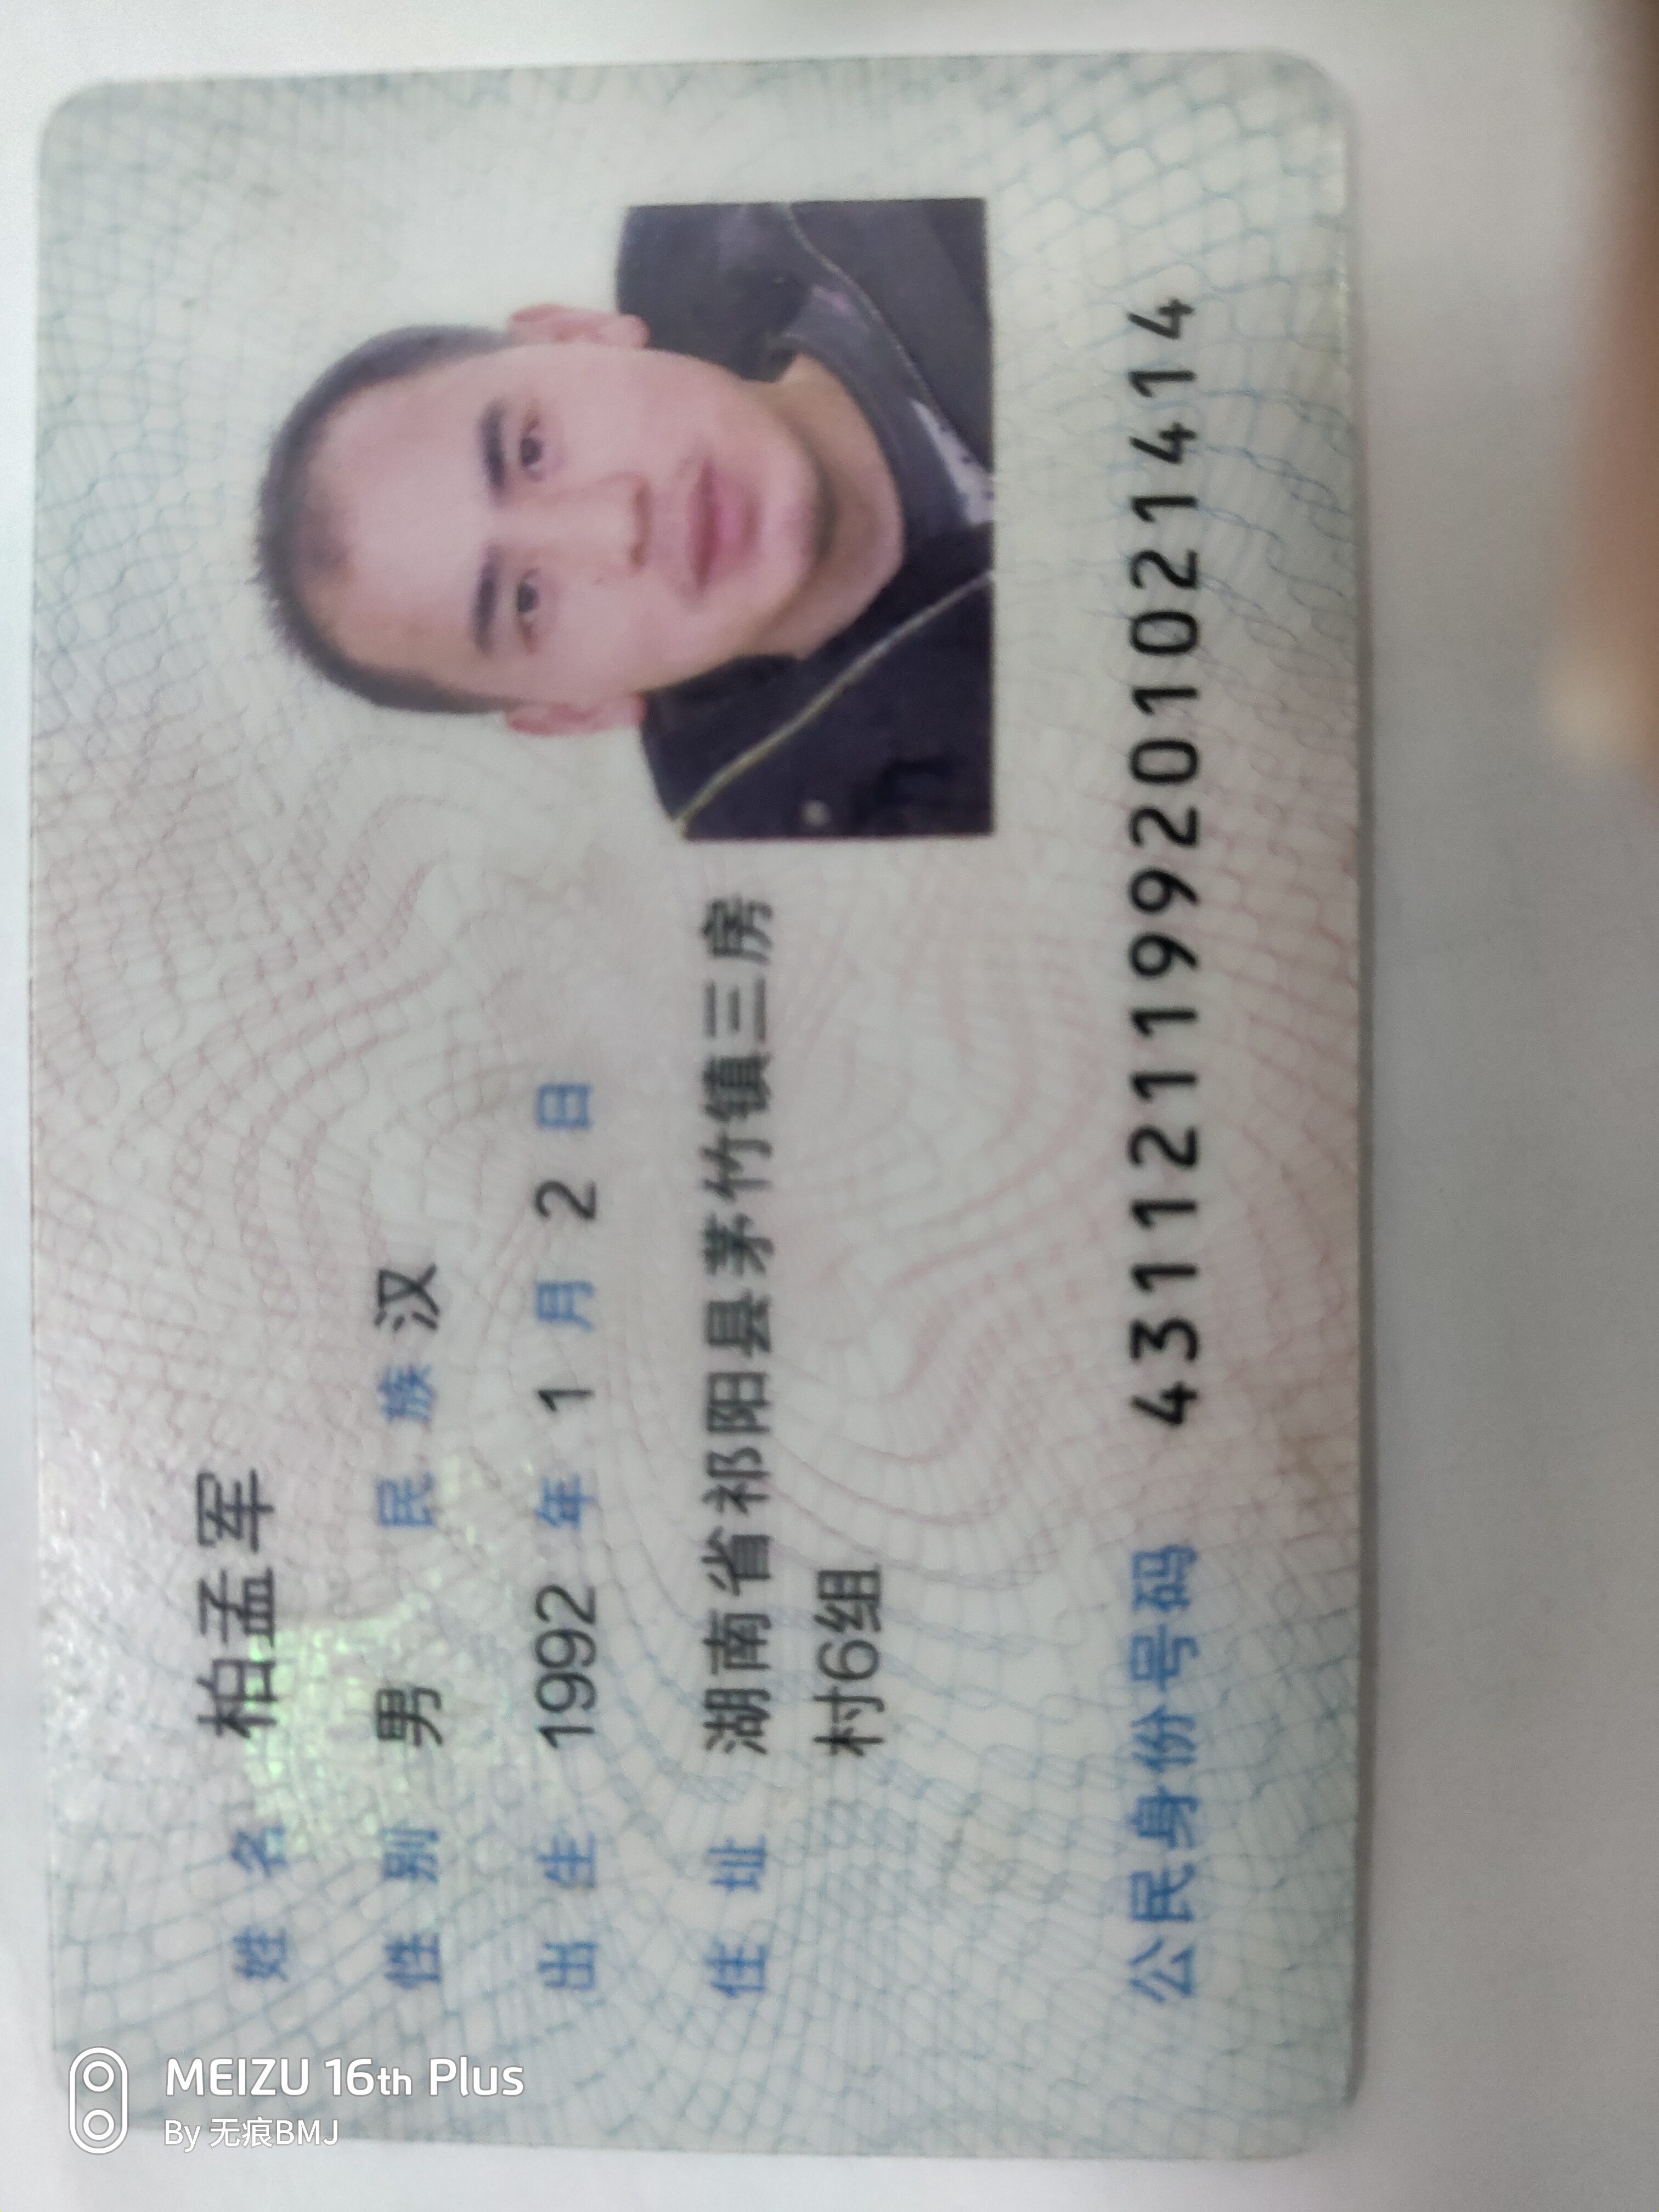 姓名 柏孟军
性别 男 民族 汉
出生 1992 年 1 月 2 日
住址 湖南省祁阳县茅竹镇三房
村6组
公民身份号码 431121199201021414
MEIZU 16th Plus
By 无痕BMJ